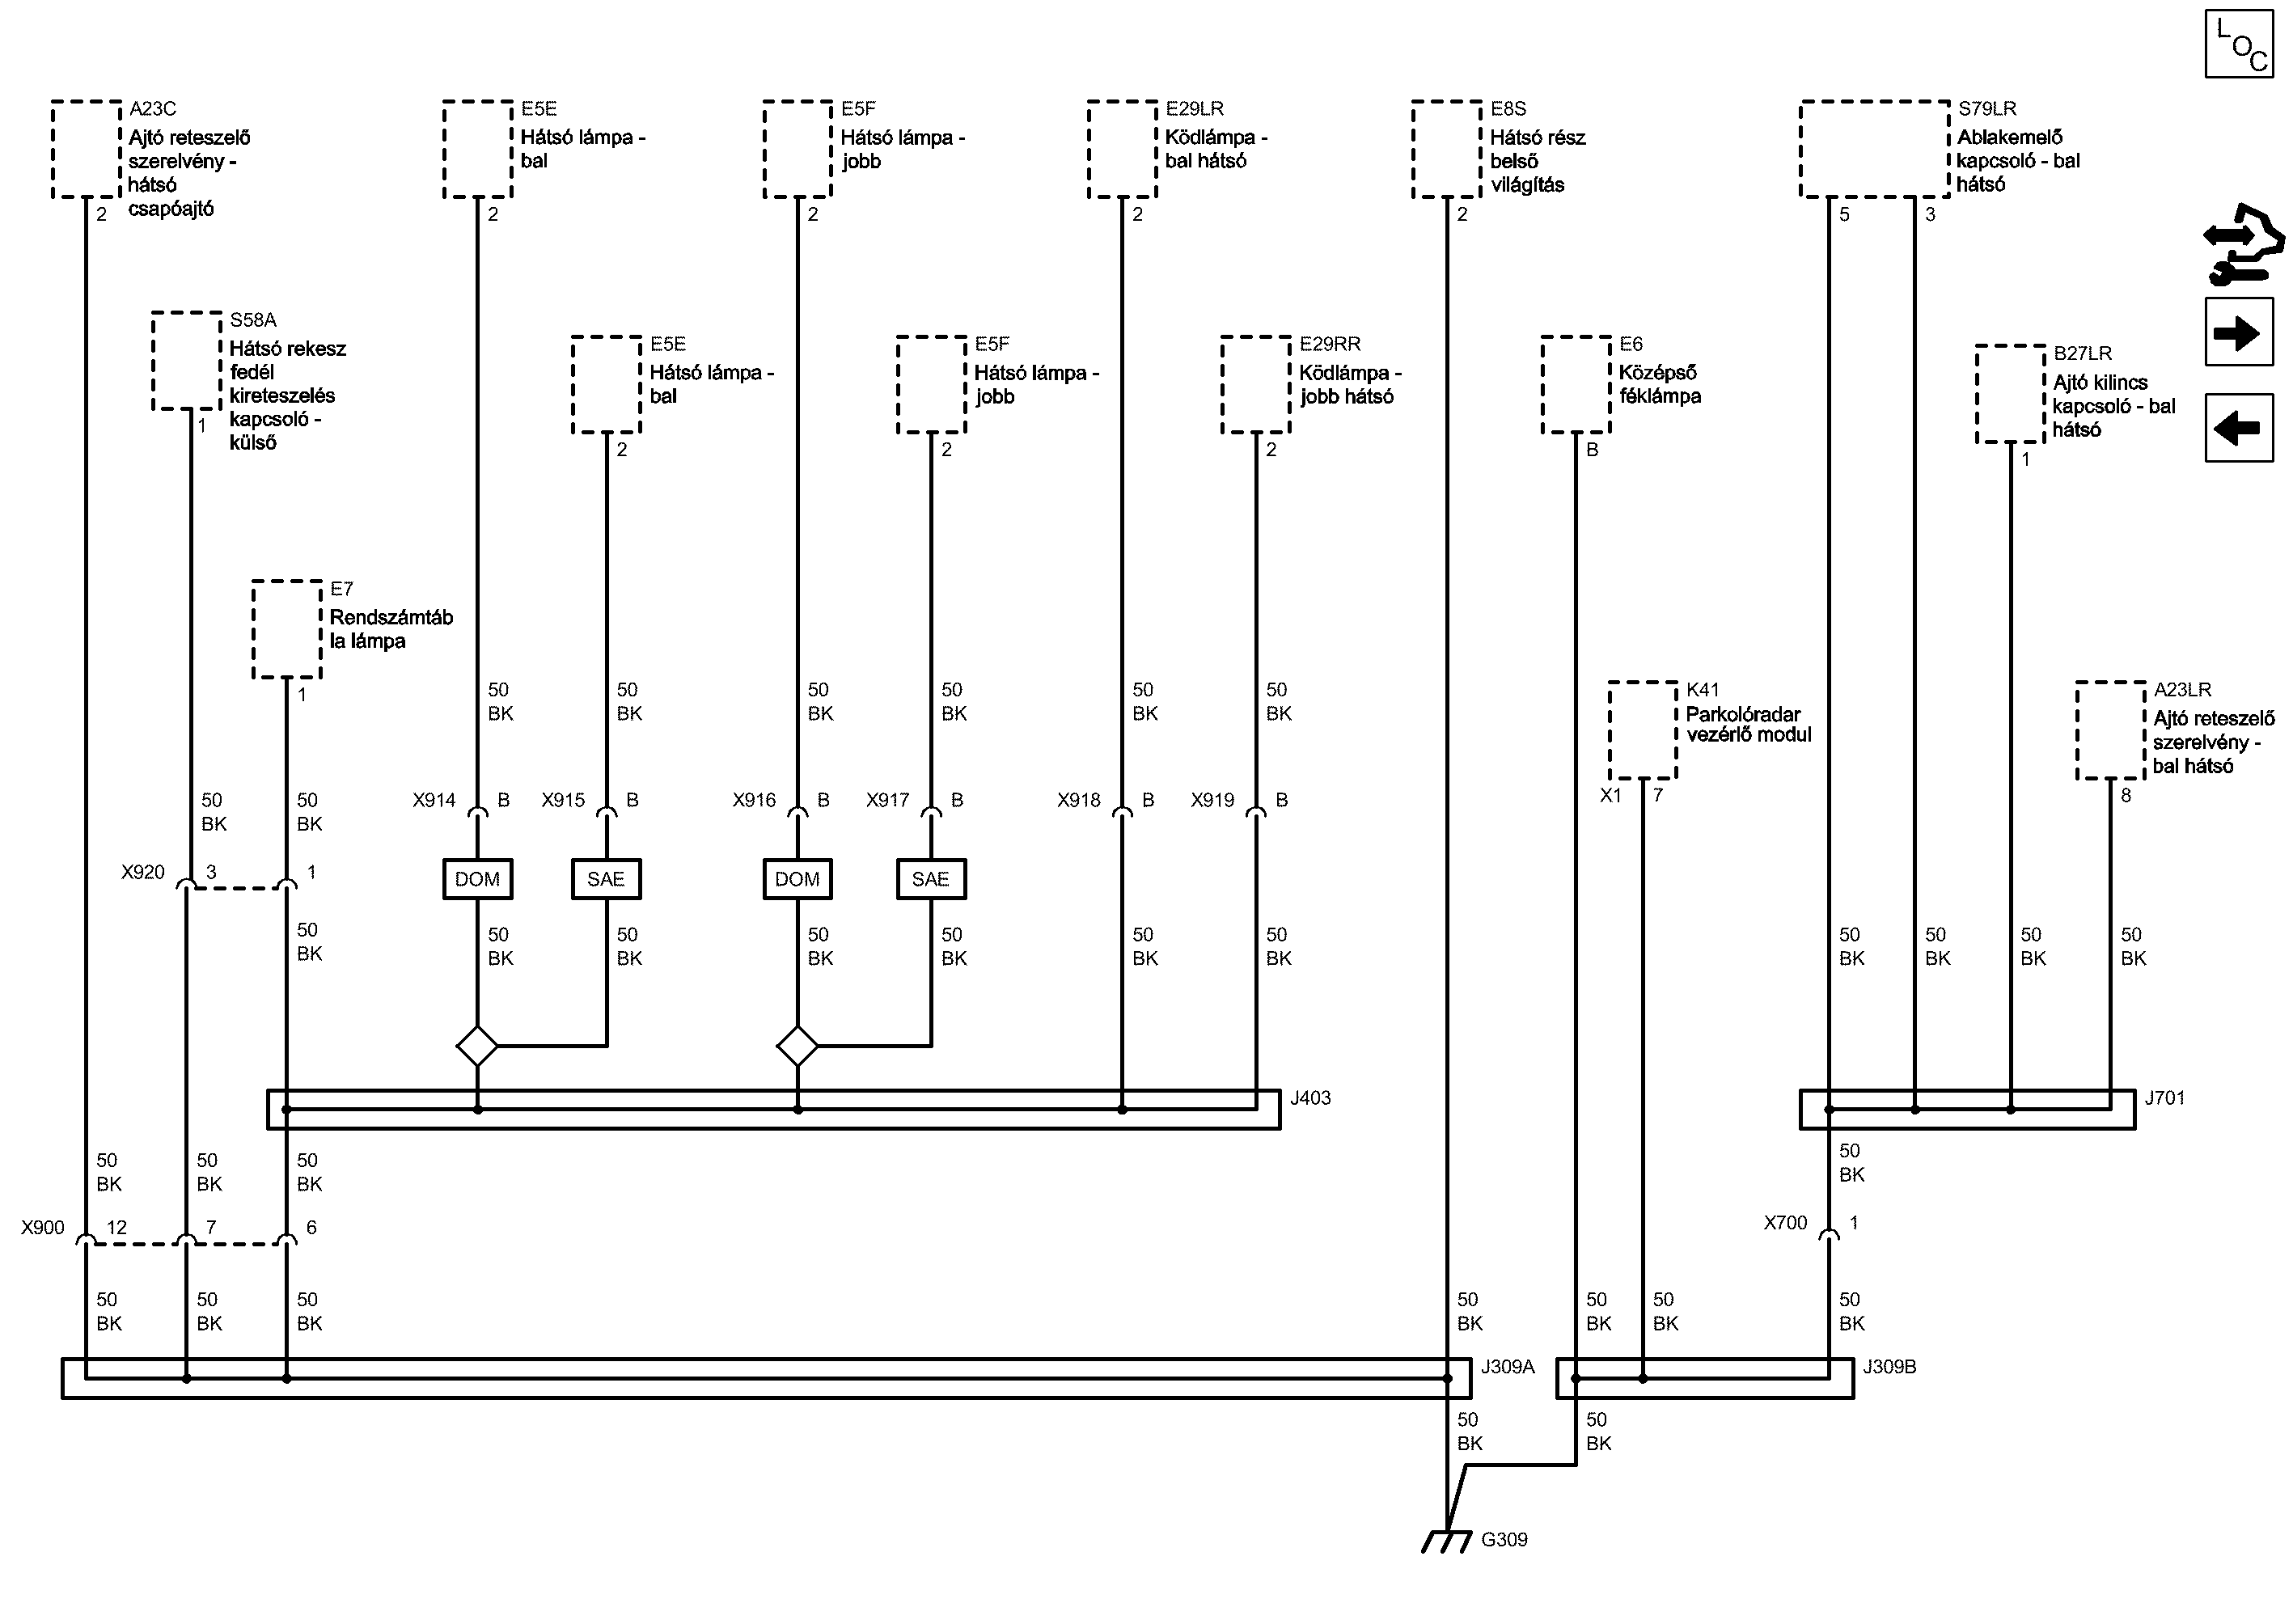 LOC
A23C
Ajtó reteszelő
szerelvény -
hátsó
csapóajtó
2
E5E
Hátsó lámpa -
bal
2
E5F
Hátsó lámpa -
jobb
2
E29LR
Ködlámpa -
bal hátsó
2
E8S
Hátsó rész
belső
világítás
2
S79LR
Ablakemelő
kapcsoló - bal
hátsó
5
3
S58A
Hátsó rekesz
fedél
kireteszelés
kapcsoló -
külső
1
E5E
Hátsó lámpa -
bal
2
E5F
Hátsó lámpa -
jobb
2
E29RR
Ködlámpa -
jobb hátsó
2
E6
Középső
féklámpa
B
B27LR
Ajtó kilincs
kapcsoló - bal
hátsó
1
E7
Rendszámtáb
la lámpa
1
50
BK
50
BK
50
BK
50
BK
50
BK
50
BK
K41
Parkolóradar
vezérlő modul
X1
7
A23LR
Ajtó reteszelő
szerelvény -
bal hátsó
8
50
BK
50
BK
X914
B
X915
B
X916
B
X917
B
X918
B
X919
B
X920
3
1
DOM
SAE
DOM
SAE
50
BK
50
BK
50
BK
50
BK
50
BK
50
BK
50
BK
50
BK
50
BK
50
BK
50
BK
J403
J701
50
BK
50
BK
50
BK
50
BK
X900
12
7
6
X700
1
50
BK
50
BK
50
BK
50
BK
50
BK
50
BK
50
BK
J309A
J309B
50
BK
50
BK
G309